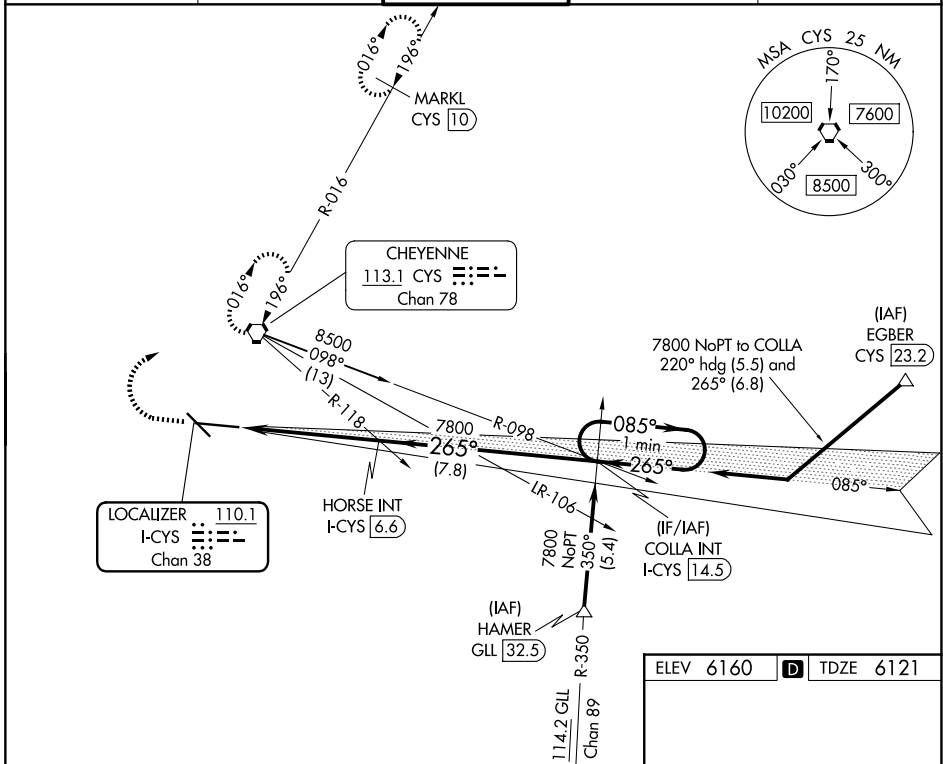 MSA CYS 25 NM
170°
10200
7600
030°
300°
8500
016°
196°
MARKL
CYS 10
R-016
CHEYENNE
113.1 CYS
Chan 78
016°
196°
8500
098°
(13)
R-118
R-098
7800 NoPT to COLLA
220° hdg (5.5) and
265° (6.8)
(IAF)
EGBER
CYS 23.2
7800
265°
(7.8)
085°
1 min
265°
085°
LR-106
HORSE INT
I-CYS 6.6
LOCALIZER 110.1
I-CYS
Chan 38
(IF/IAF)
COLLA INT
I-CYS 14.5
7800
NoPT
350°
(5.4)
(IAF)
HAMER
GLL 32.5
R-350
114.2 GLL
Chan 89
ELEV 6160 D TDZE 6121